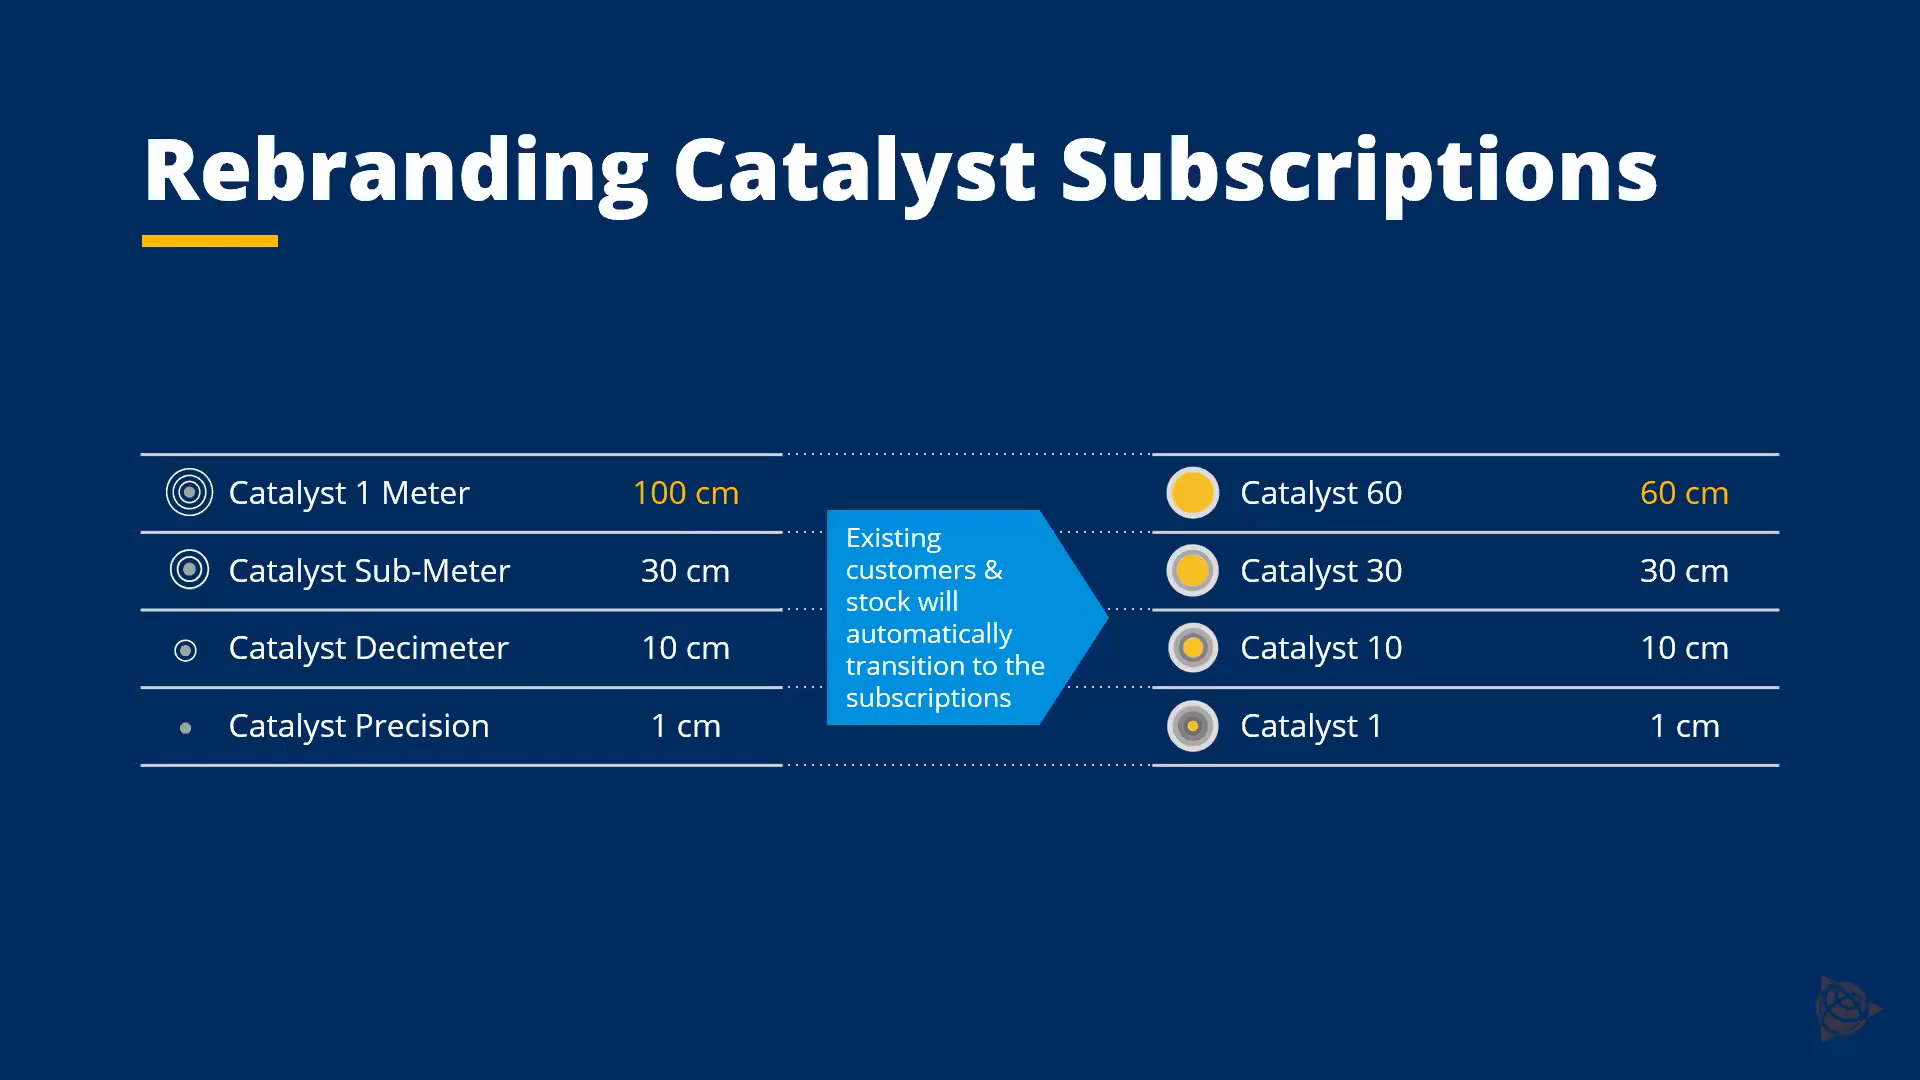 Rebranding Catalyst Subscriptions
Catalyst 1 Meter 100 cm
Catalyst Sub-Meter 30 cm
Catalyst Decimeter 10 cm
Catalyst Precision 1 cm
Existing
customers &
stock will
automatically
transition to the
subscriptions
Catalyst 60 60 cm
Catalyst 30 30 cm
Catalyst 10 10 cm
Catalyst 1 1 cm